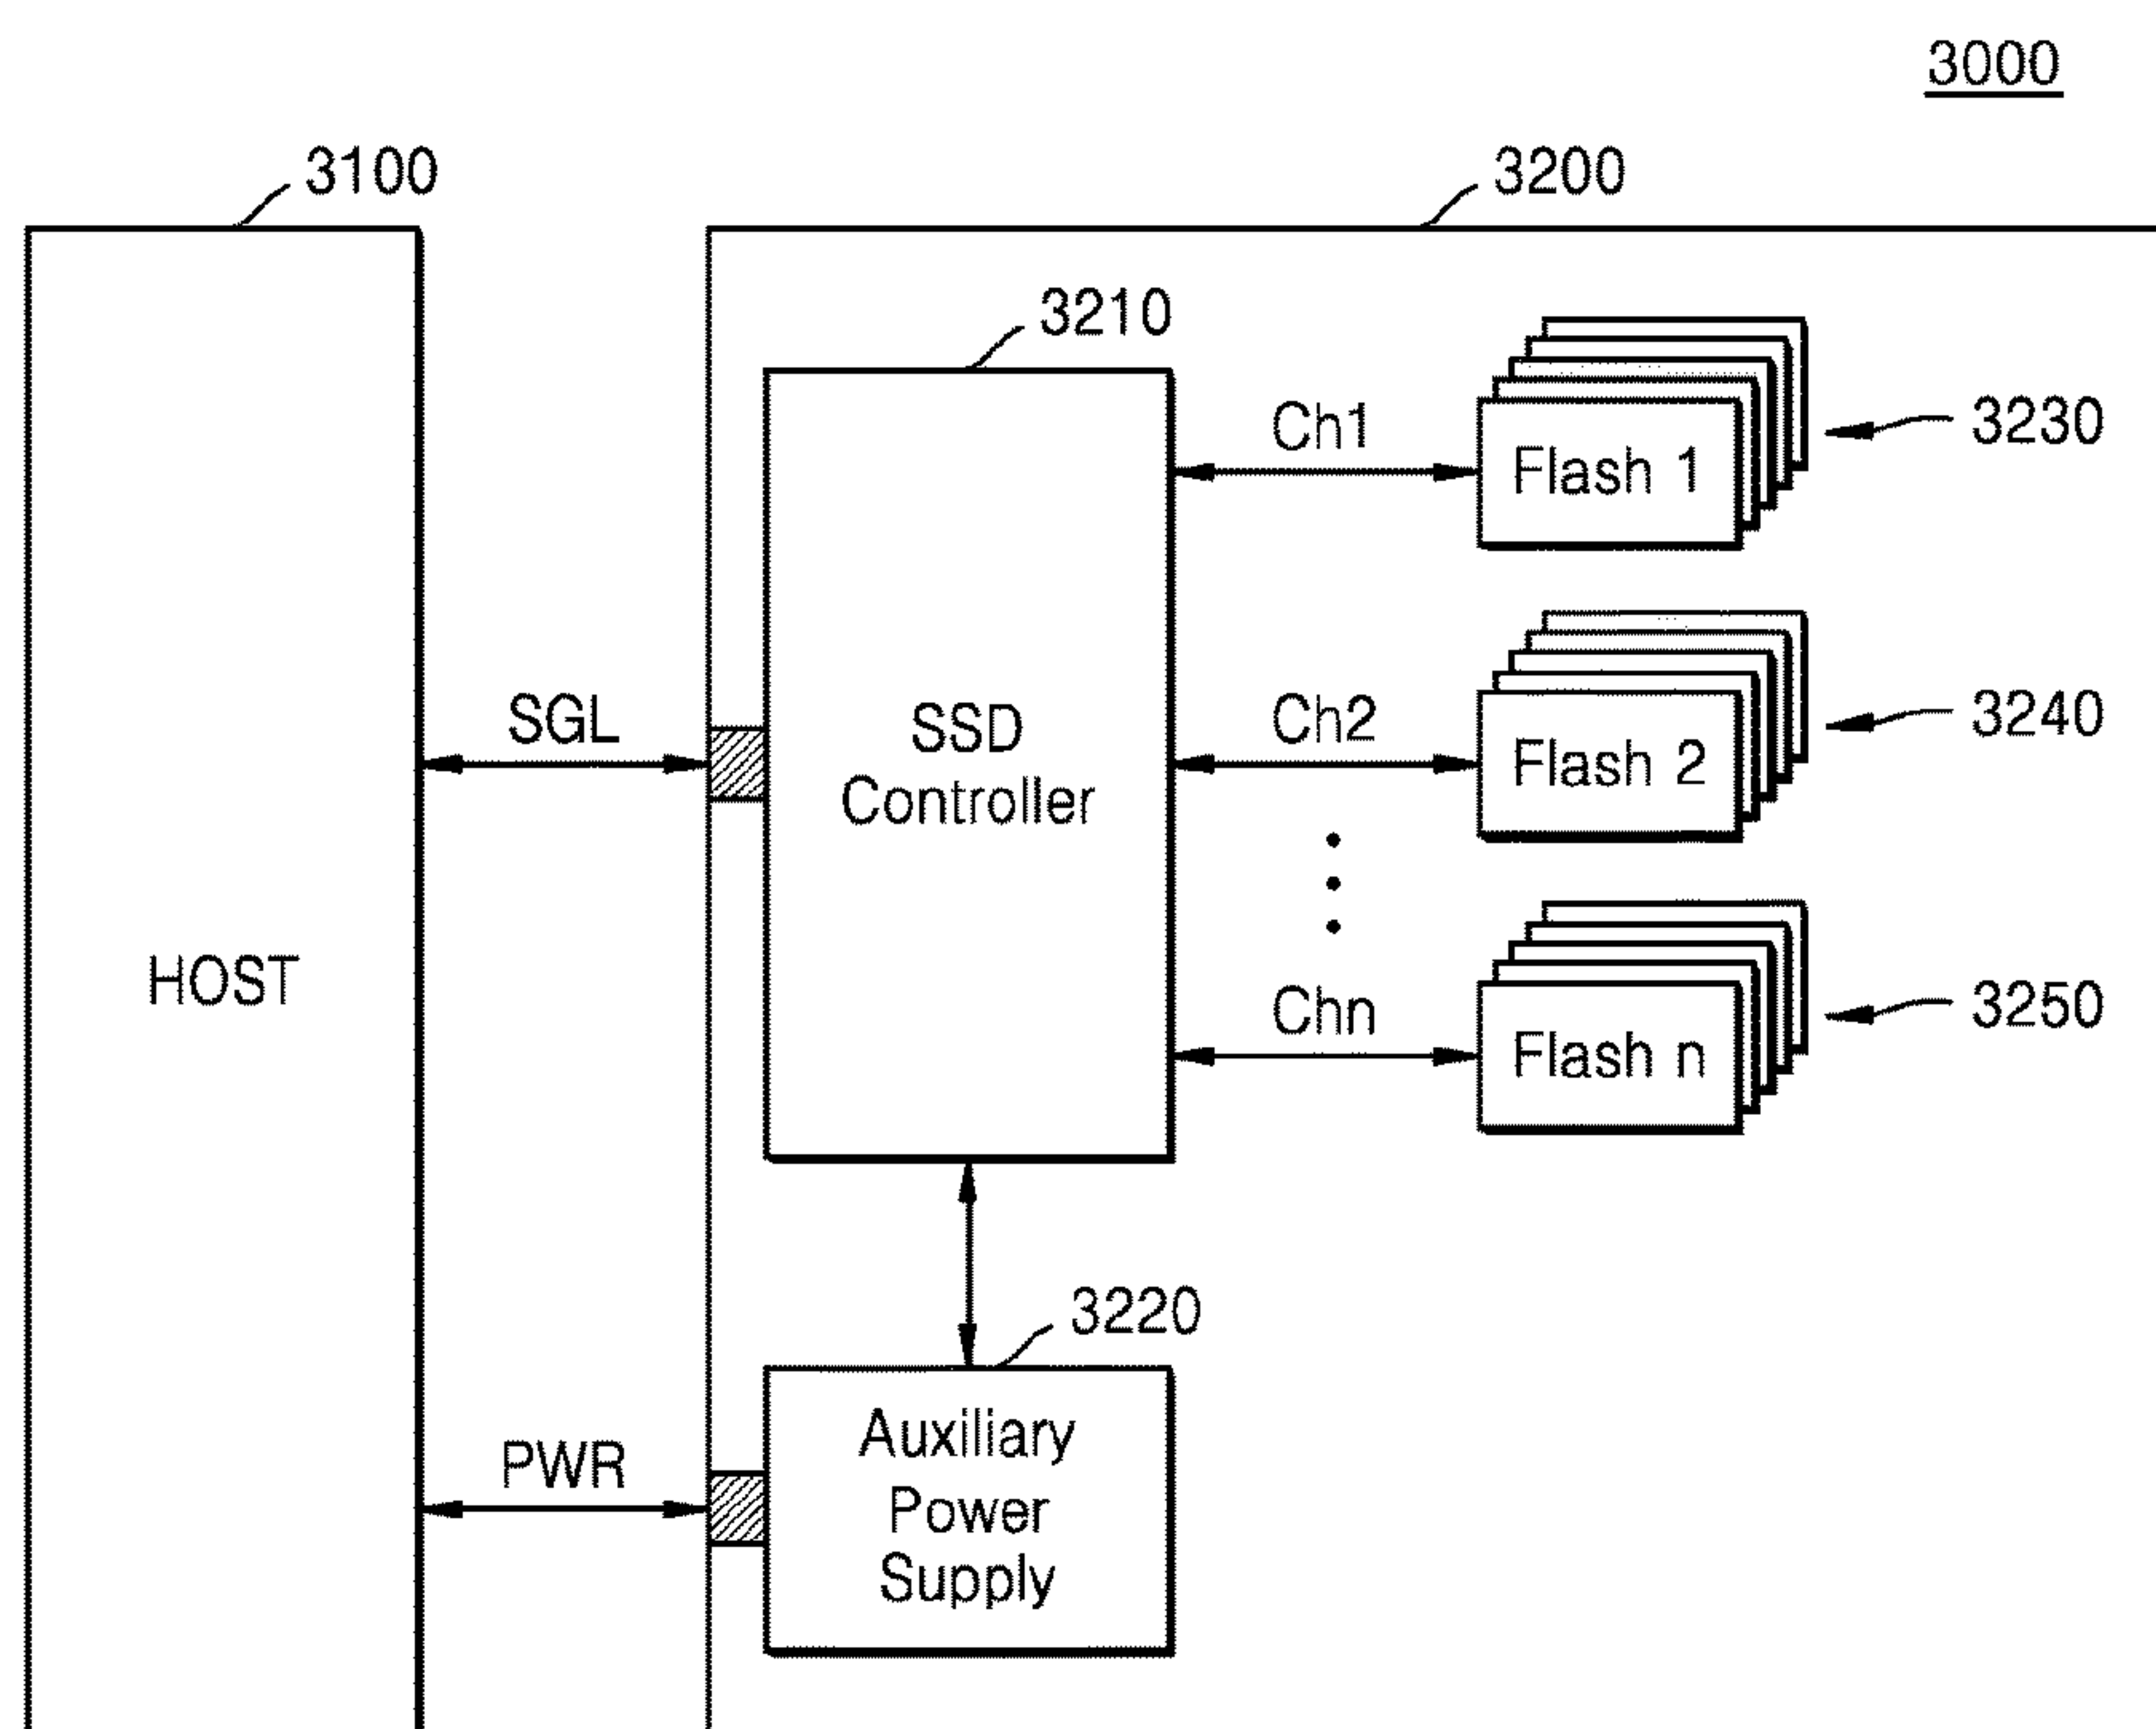 3000
3100
3200
3210
Ch1
Flash 1
3230
SGL
SSD
Controller
Ch2
Flash 2
3240
HOST
Chn
Flash n
3250
3220
PWR
Auxiliary
Power
Supply